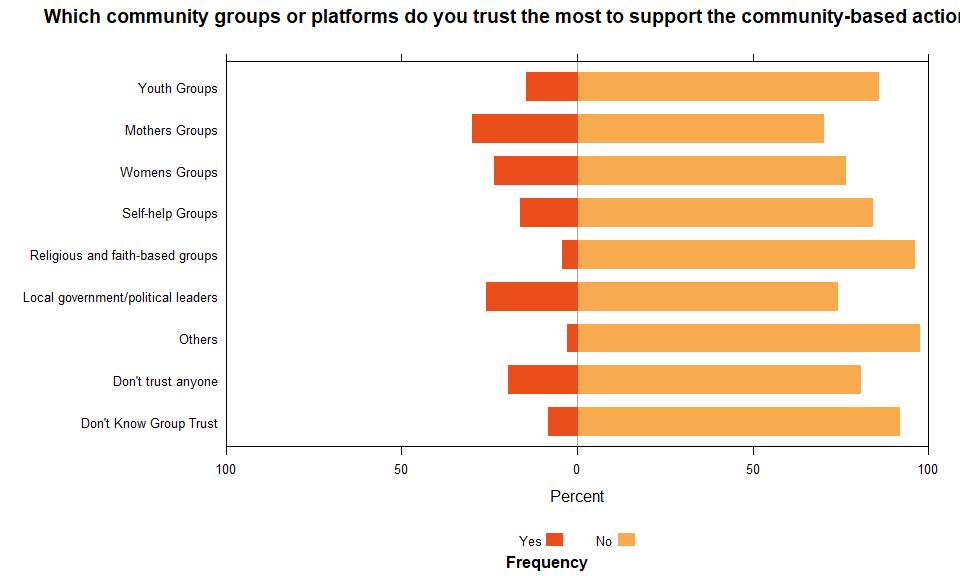 Which community groups or platforms do you trust the most to support the community-based action
Youth Groups
Mothers Groups
Womens Groups
Self-help Groups
Religious and faith-based groups
Local government/political leaders
Others
Don't trust anyone
Don't Know Group Trust
100 50 0 50 100
Percent
Yes No
Frequency